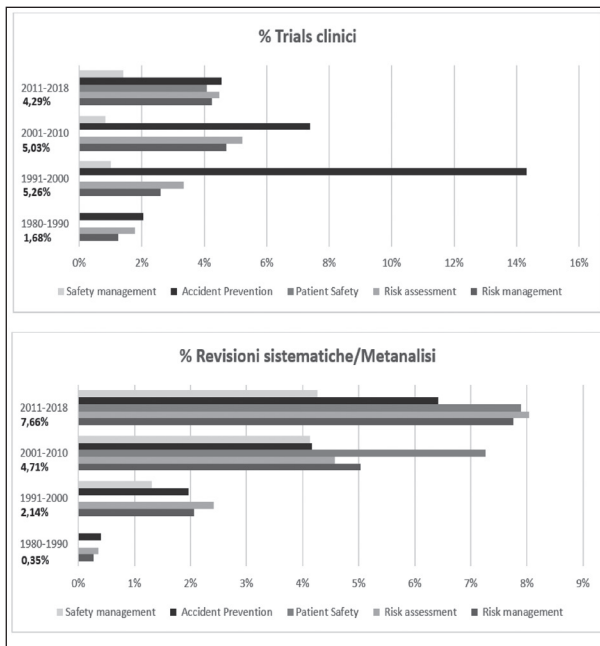 % Trials clinici
2011-2018
4,29%
2001-2010
5,03%
1991-2000
5,26%
1980-1990
1,68%
0% 2% 4% 6% 8% 10% 12% 14% 16%
Safety management Accident Prevention Patient Safety Risk assessment Risk management
% Revisioni sistematiche/Metanalisi
2011-2018
7,66%
2001-2010
4,71%
1991-2000
2,14%
1980-1990
0,35%
0% 1% 2% 3% 4% 5% 6% 7% 8% 9%
Safety management Accident Prevention Patient Safety Risk assessment Risk management